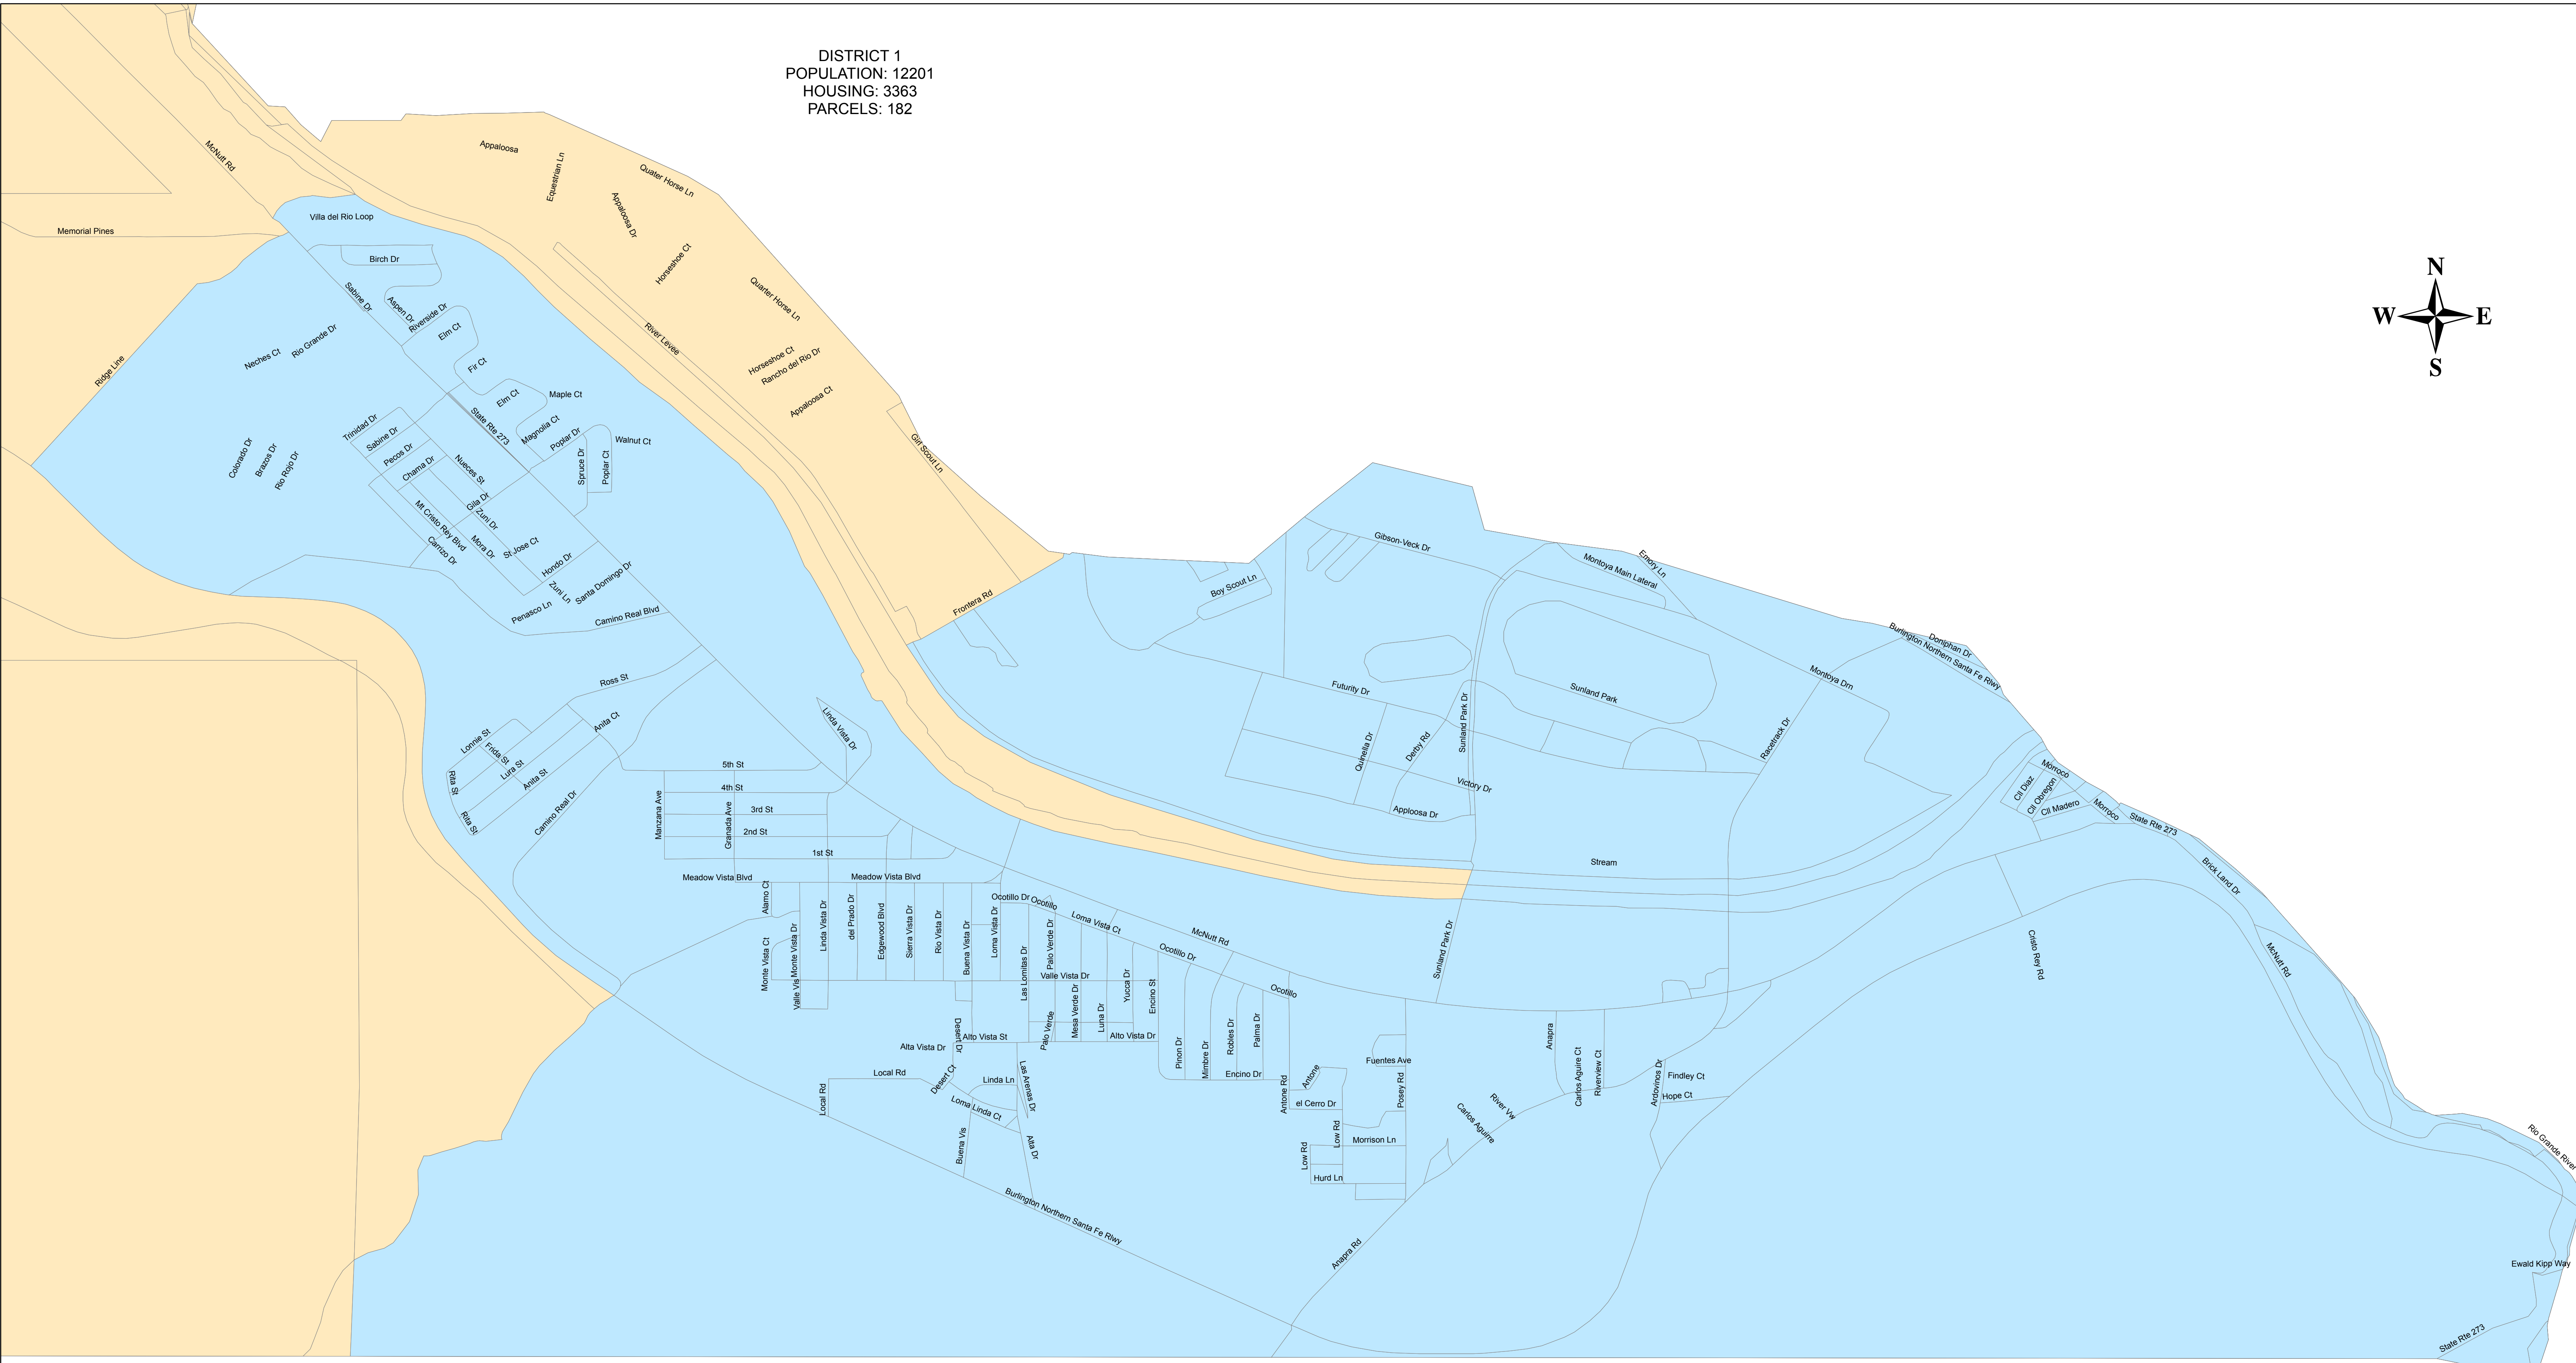 DISTRICT 1
POPULATION: 12201
HOUSING: 3363
PARCELS: 182
N
W E
S
McNutt Rd
Appaloosa
Equestrian Ln
Quater Horse Ln
Appaloosa Dr
Villa del Rio Loop
Memorial Pines
Birch Dr
Horseshoe Ct
Quarter Horse Ln
Sabine Dr
Aspen Dr
Riverside Dr
Elm Ct
River Levee
Neches Ct
Rio Grande Dr
Ridge Line
Fir Ct
Horseshoe Ct
Rancho del Rio Dr
Appaloosa Ct
Elm Ct
Maple Ct
State Rte 273
Magnolia Ct
Poplar Dr
Walnut Ct
Spruce Dr
Poplar Ct
Trinidad Dr
Sabine Dr
Pecos Dr
Chama Dr
Nueces St
Colorado Dr
Brazos Dr
Rio Rojo Dr
Gila Dr
Zuni Dr
Mt Cristo Rey Blvd
Mora Dr
Carrizo Dr
St Jose Ct
Hondo Dr
Zuni Ln
Santa Domingo Dr
Penasco Ln
Camino Real Blvd
Girl Scout Ln
Frontera Rd
Boy Scout Ln
Gibson-Veck Dr
Montoya Main Lateral
Emory Ln
Burlington Northern Santa Fe Rlwy
Doniphan Dr
Montoya Drn
Sunland Park
Futurity Dr
Quinella Dr
Derby Rd
Sunland Park Dr
Racetrack Dr
Victory Dr
Apploosa Dr
Stream
Morroco
Cll Diaz
Cll Obregon
Cll Madero
Morroco
State Rte 273
Brick Land Dr
Ross St
Anita Ct
Lonnie St
Frida St
Lura St
Anita St
Rita St
Rita St
Camino Real Dr
Linda Vista Dr
5th St
4th St
3rd St
2nd St
1st St
Manzana Ave
Granada Ave
Meadow Vista Blvd
Meadow Vista Blvd
Alamo Ct
Monte Vista Ct
Monte Vista Dr
Valle Vis
Linda Vista Dr
del Prado Dr
Edgewood Blvd
Sierra Vista Dr
Rio Vista Dr
Buena Vista Dr
Loma Vista Dr
Ocotillo Dr
Ocotillo
Loma Vista Ct
McNutt Rd
Ocotillo Dr
Las Lomitas Dr
Palo Verde Dr
Valle Vista Dr
Mesa Verde Dr
Luna Dr
Yucca Dr
Encino St
Ocotillo
Sunland Park Dr
Cristo Rey Rd
McNutt Rd
Desert Dr
Alto Vista St
Palo Verde
Alto Vista Dr
Alta Vista Dr
Pinon Dr
Mimbre Dr
Robles Dr
Palma Dr
Encino Dr
Local Rd
Local Rd
Desert Ct
Linda Ln
Las Arenas Dr
Loma Linda Ct
Buena Vis
Alta Dr
Antone Rd
Antone
el Cerro Dr
Fuentes Ave
Posey Rd
Low Rd
Low Rd
Morrison Ln
Hurd Ln
Anapra
Carlos Aguire Ct
Riverview Ct
River Vw
Carlos Aguirre
Ardovinos Dr
Findley Ct
Hope Ct
Burlington Northern Santa Fe Rlwy
Anapra Rd
Rio Grande River
Ewald Kipp Way
State Rte 273